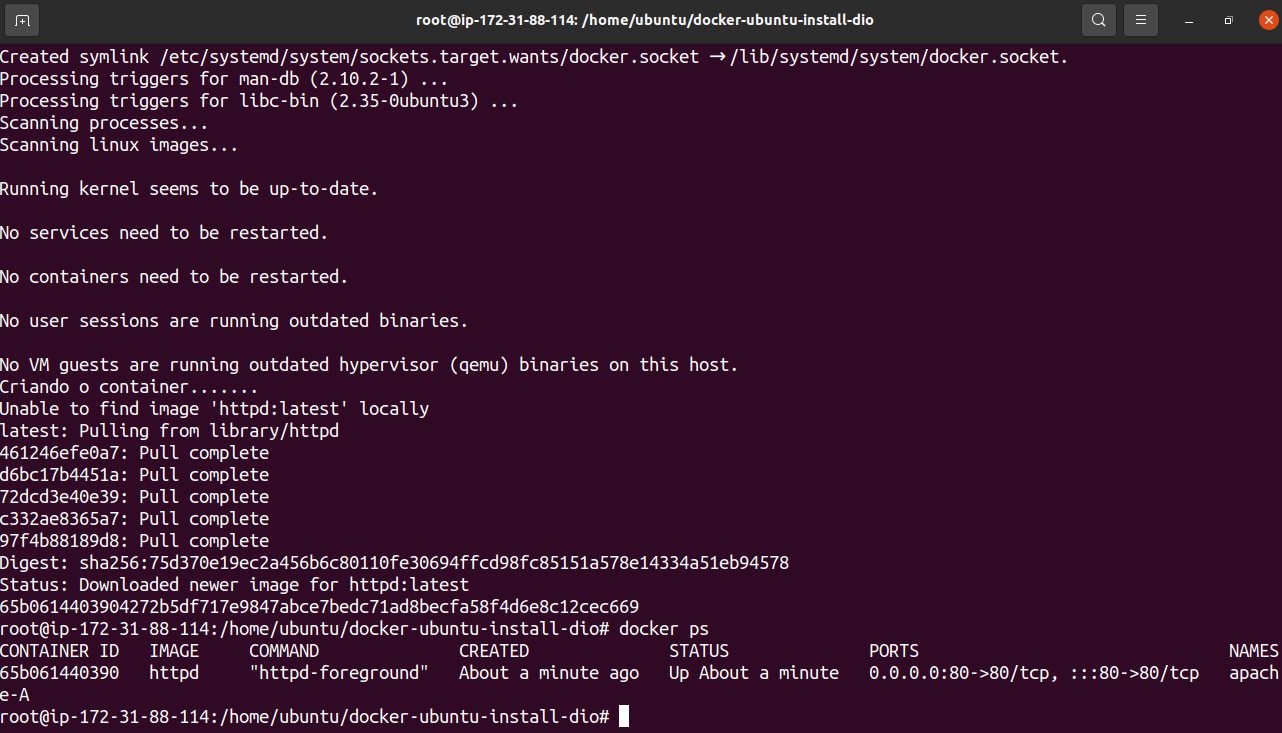 root@ip-172-31-88-114: /home/ubuntu/docker-ubuntu-install-dio
Created symlink /etc/systemd/system/sockets.target.wants/docker.socket → /lib/systemd/system/docker.socket.
Processing triggers for man-db (2.10.2-1) ...
Processing triggers for libc-bin (2.35-0ubuntu3) ...
Scanning processes...
Scanning linux images...
Running kernel seems to be up-to-date.
No services need to be restarted.
No containers need to be restarted.
No user sessions are running outdated binaries.
No VM guests are running outdated hypervisor (qemu) binaries on this host.
Criando o container.......
Unable to find image 'httpd:latest' locally
latest: Pulling from library/httpd
461246efe0a7: Pull complete
d6bc17b4451a: Pull complete
72dcd3e40e39: Pull complete
c332ae8365a7: Pull complete
97f4b88189d8: Pull complete
Digest: sha256:75d370e19ec2a456b6c80110fe30694ffcd98fc85151a578e14334a51eb94578
Status: Downloaded newer image for httpd:latest
65b0614403904272b5df717e9847abce7bedc71ad8becfa58f4d6e8c12cec669
root@ip-172-31-88-114:/home/ubuntu/docker-ubuntu-install-dio# docker ps
CONTAINER ID   IMAGE     COMMAND              CREATED              STATUS              PORTS                               NAMES
65b061440390   httpd     "httpd-foreground"   About a minute ago   Up About a minute   0.0.0.0:80->80/tcp, :::80->80/tcp   apach
e-A
root@ip-172-31-88-114:/home/ubuntu/docker-ubuntu-install-dio#